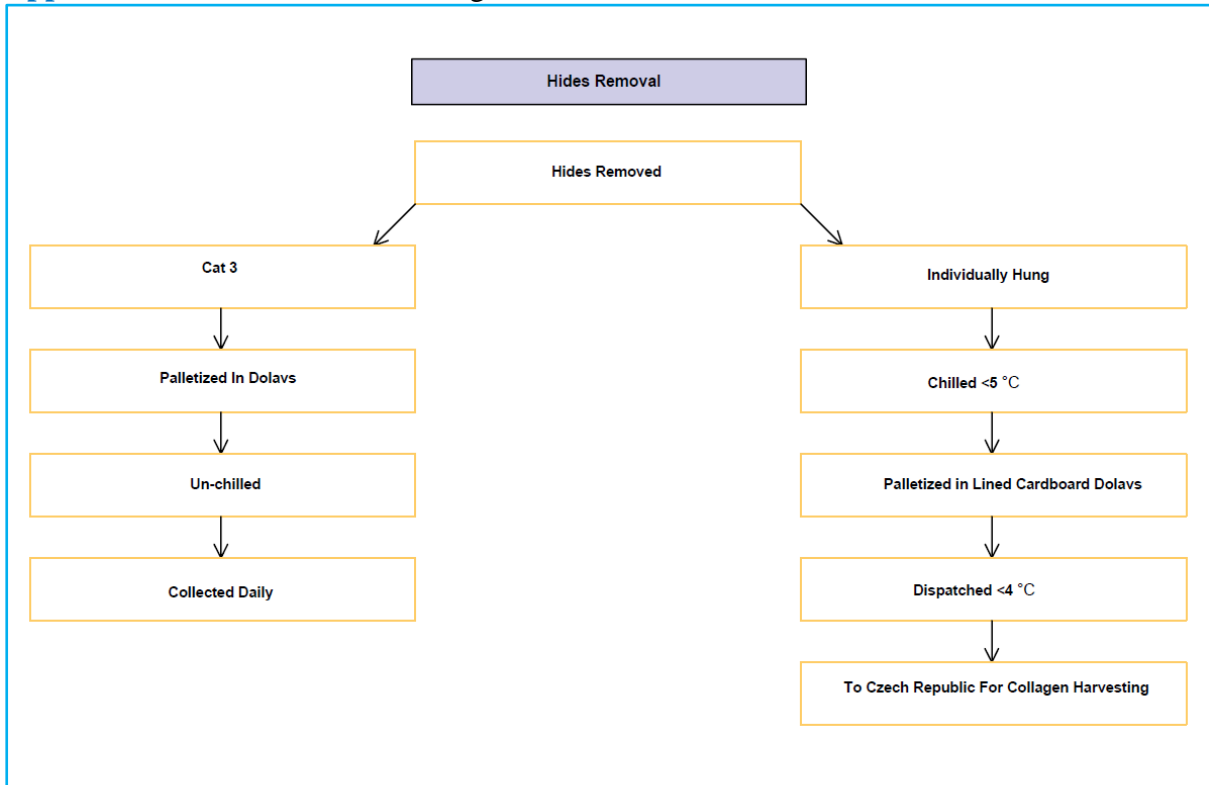 Hides Removal
Hides Removed
Cat 3
Individually Hung
Palletized In Dolavs
Chilled <5 °C
Un-chilled
Palletized in Lined Cardboard Dolavs
Collected Daily
Dispatched <4 °C
To Czech Republic For Collagen Harvesting